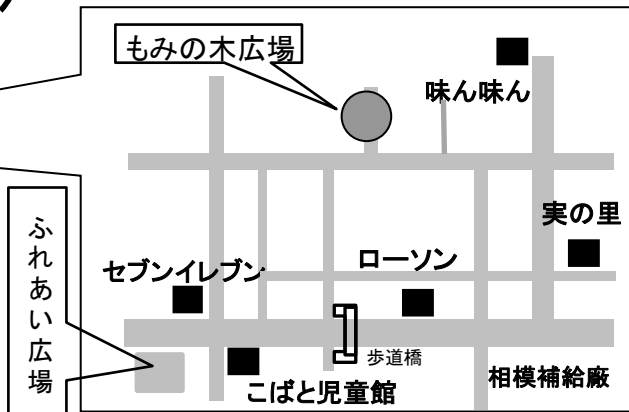 もみの木広場
味ん味ん
実の里
ふれあい広場
セブンイレブン
ローソン
歩道橋
こばと児童館
相模補給廠